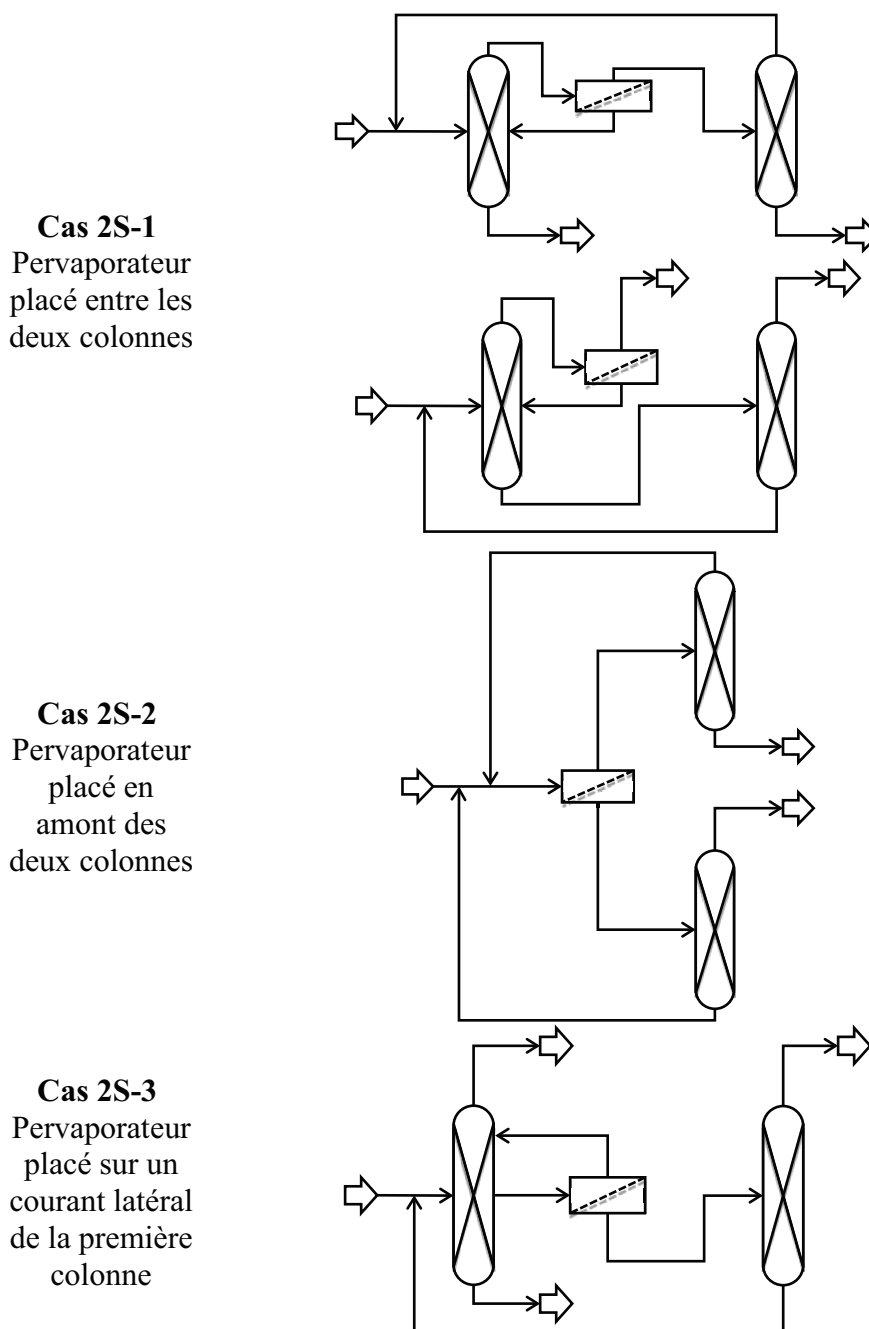 Cas 2S-1
Pervaporateur
placé entre les
deux colonnes
Cas 2S-2
Pervaporateur
placé en
amont des
deux colonnes
Cas 2S-3
Pervaporateur
placé sur un
courant latéral
de la première
colonne